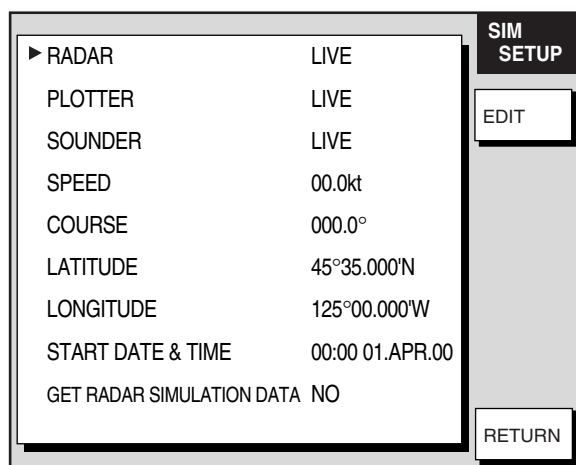 SIM
SETUP
▶ RADAR LIVE
PLOTTER LIVE
SOUNDER LIVE
SPEED 00.0kt
COURSE 000.0°
LATITUDE 45°35.000'N
LONGITUDE 125°00.000'W
START DATE & TIME 00:00 01.APR.00
GET RADAR SIMULATION DATA NO
EDIT
RETURN